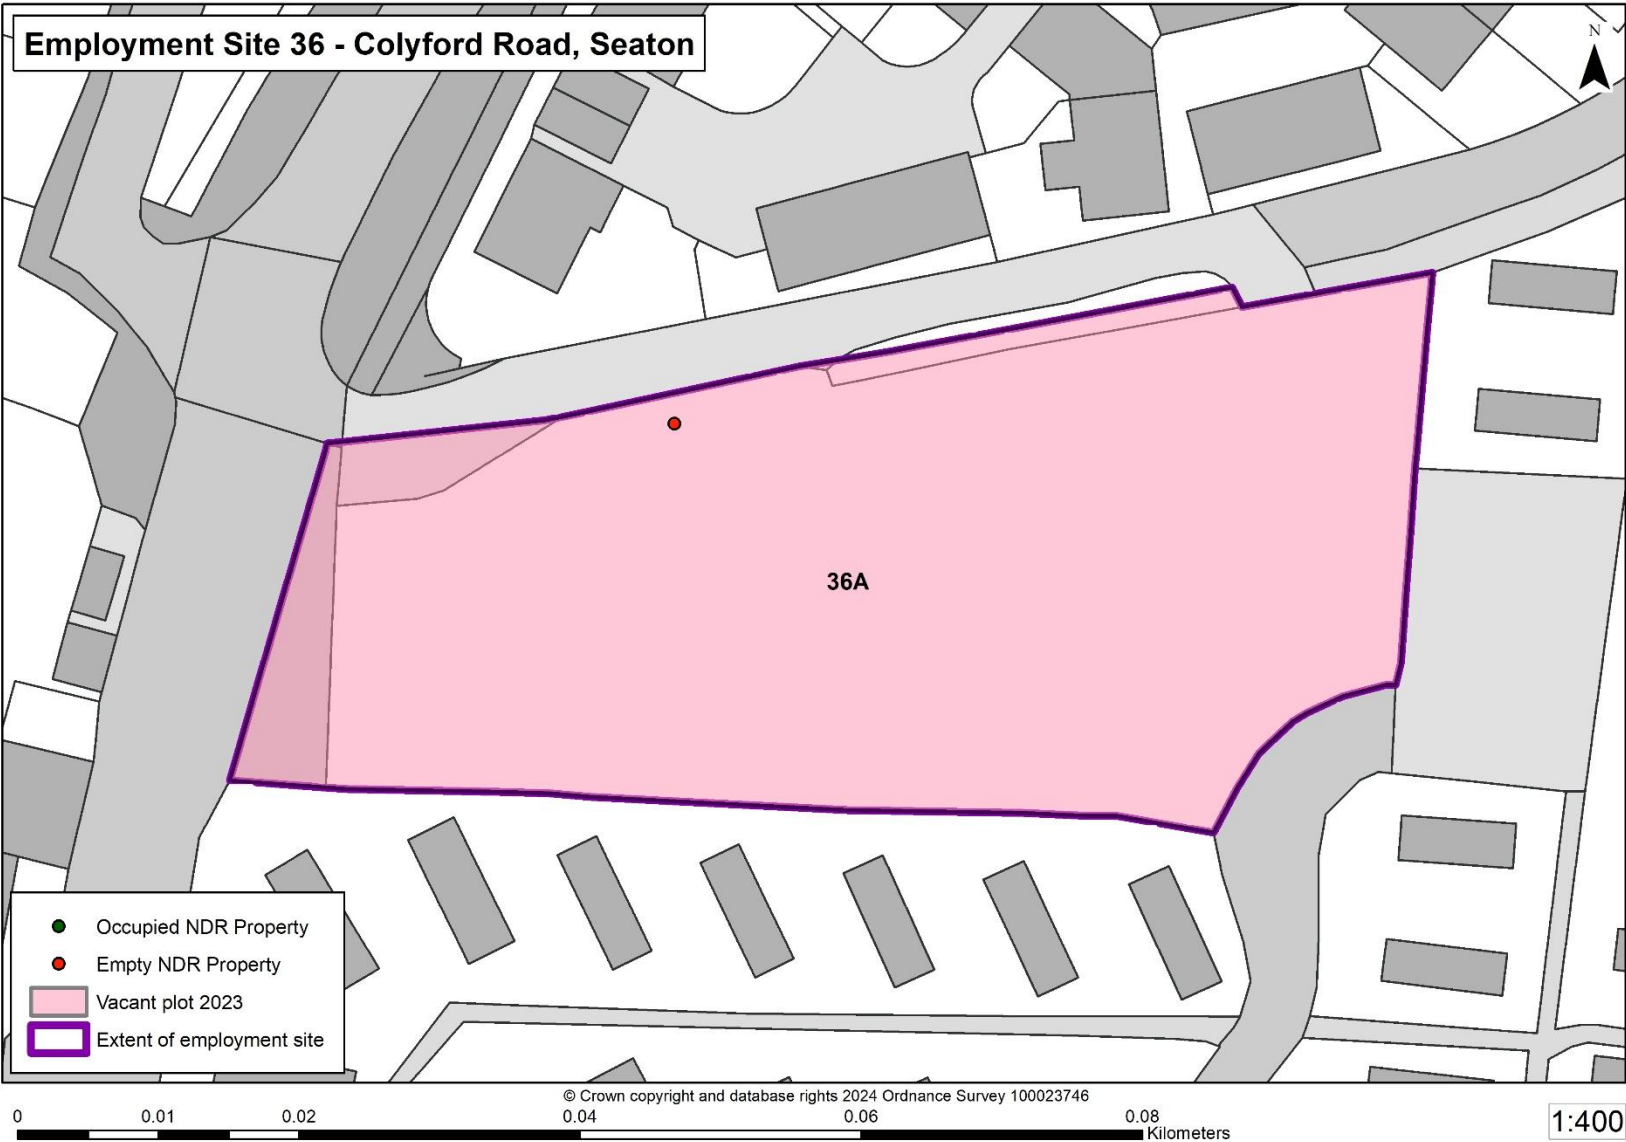 Employment Site 36 - Colyford Road, Seaton
N
36A
Occupied NDR Property
Empty NDR Property
Vacant plot 2023
Extent of employment site
© Crown copyright and database rights 2024 Ordnance Survey 100023746
0 0.01 0.02 0.04 0.06 0.08
Kilometers
1:400